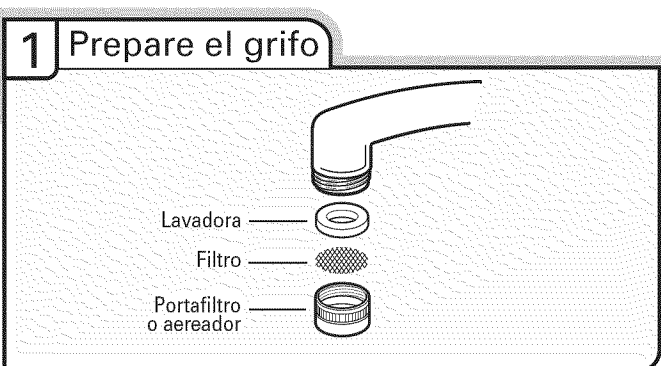 1 Prepare el grifo
Lavadora
Filtro
Portafiltro
o aereador